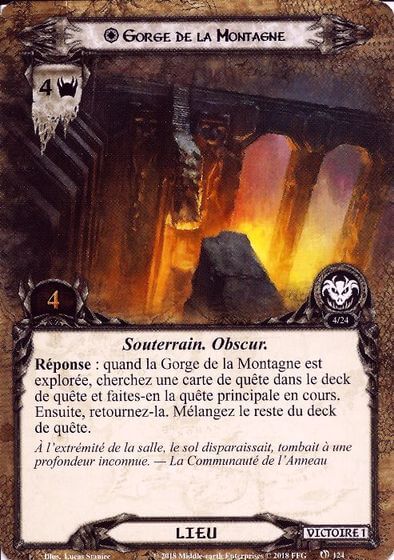 Gorge de la Montagne
4
4
4/24
Souterrain. Obscur.
Réponse : quand la Gorge de la Montagne est
explorée, cherchez une carte de quête dans le deck
de quête et faites-en la quête principale en cours.
Ensuite, retournez-la. Mélangez le reste du deck
de quête.
À l'extrémité de la salle, le sol disparaissait, tombait à une
profondeur inconnue. — La Communauté de l'Anneau
LIEU
VICTOIRE 1
Illus. Lucas Staniec
© 2018 Middle-earth Enterprises © 2018 FFG
124